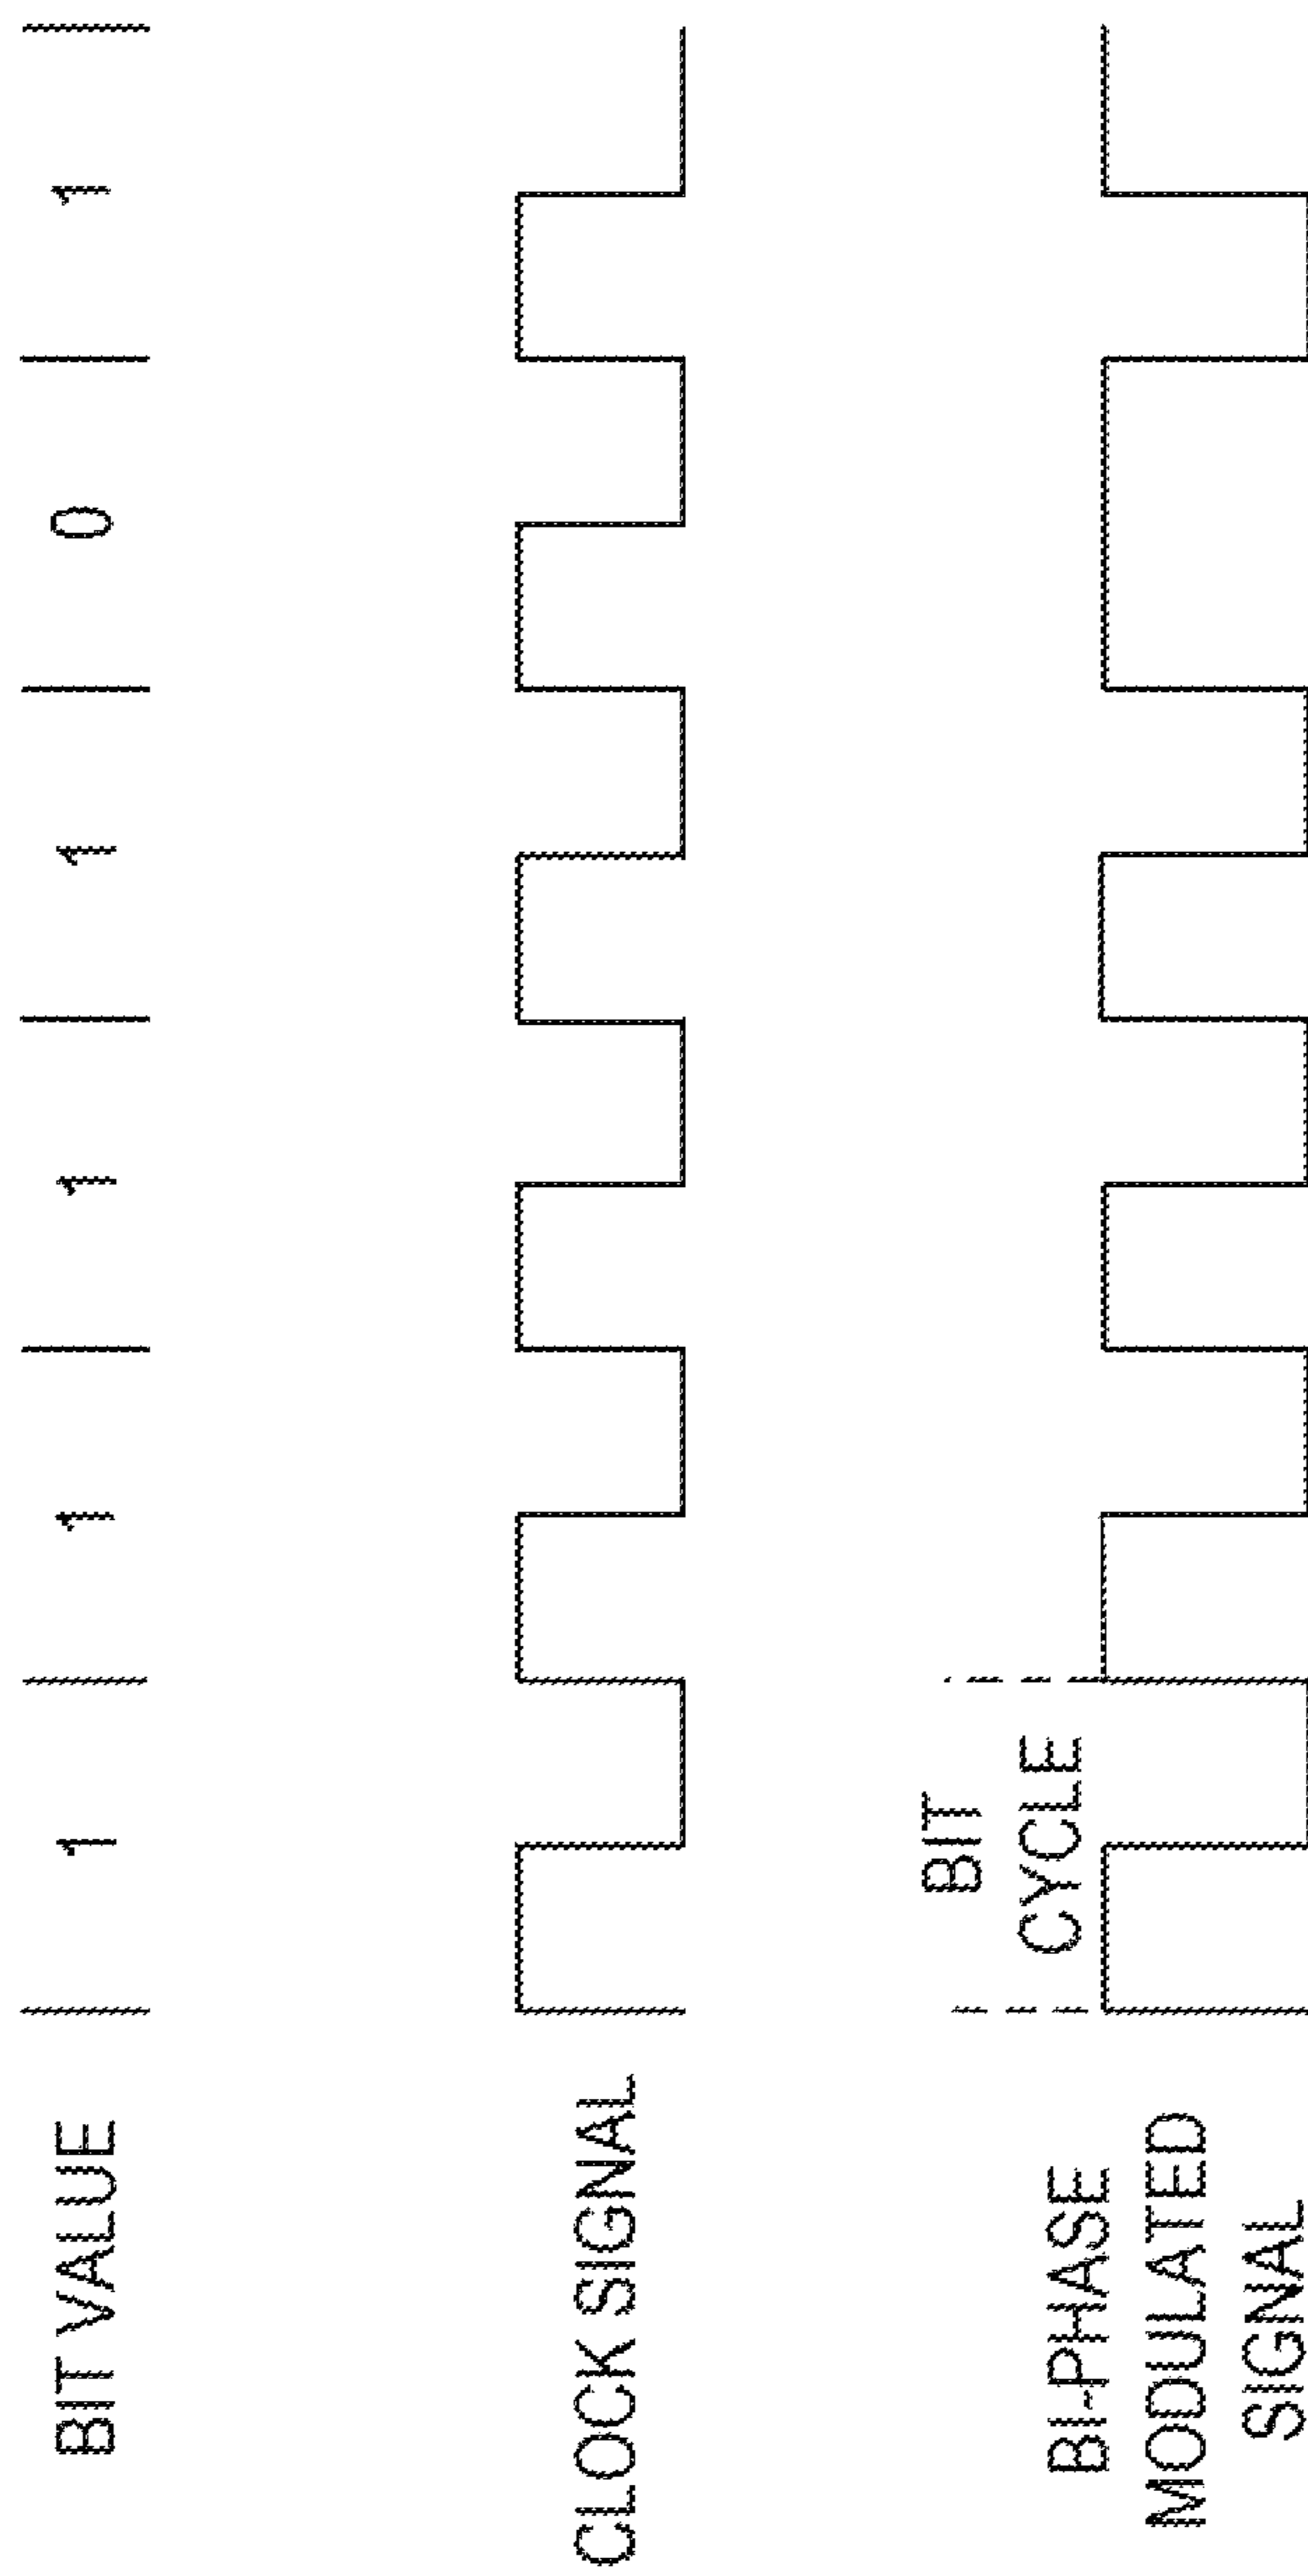 BIT VALUE
1 1 1 1 0 1
CLOCK SIGNAL
BIT
CYCLE
BI-PHASE
MODULATED
SIGNAL